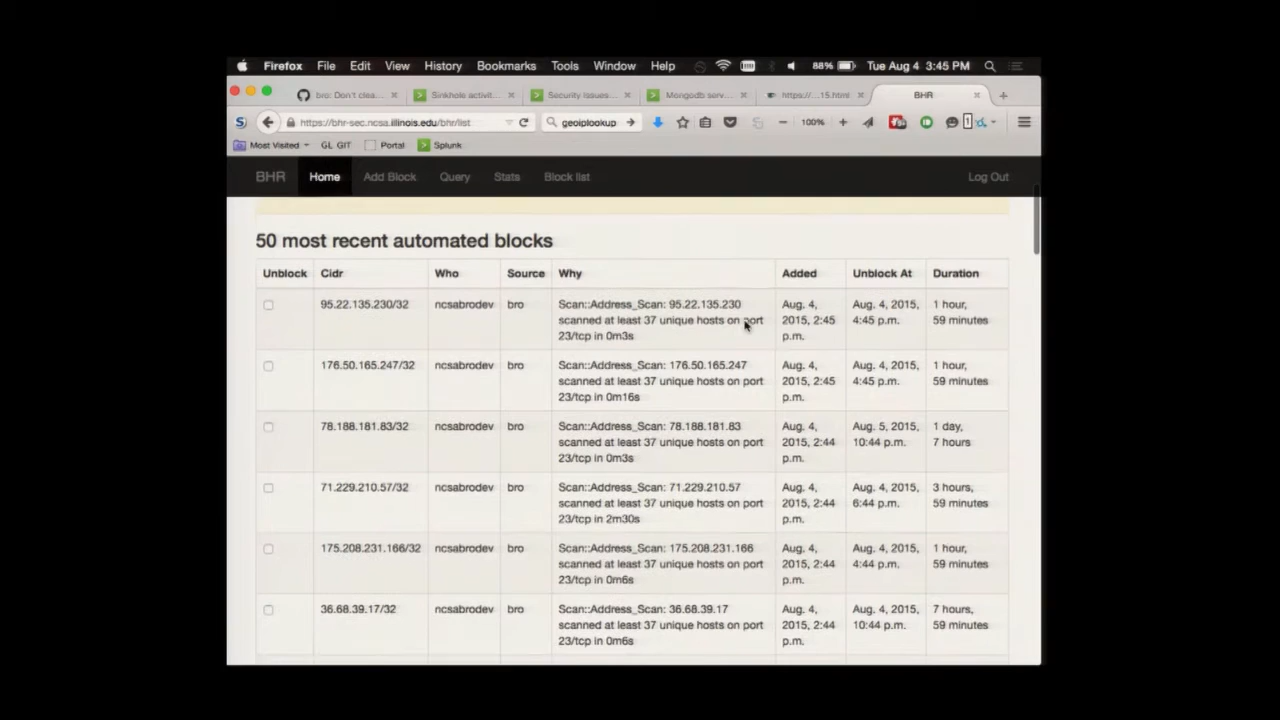 Firefox File Edit View History Bookmarks Tools Window Help 88% Tue Aug 4 3:45 PM
bro: Don't clea... Sinkhole activit... Security Issues... Mongodb serv... https://...15.html BHR
https://bhr-sec.ncsa.illinois.edu/bhr/list geoiplookup 100% 1
Most Visited GL GIT Portal Splunk
BHR Home Add Block Query Stats Block list Log Out
50 most recent automated blocks
Unblock Cidr Who Source Why Added Unblock At Duration
95.22.135.230/32 ncsabrodev bro Scan::Address_Scan: 95.22.135.230 Aug. 4, Aug. 4, 2015, 1 hour,
scanned at least 37 unique hosts on port 2015, 2:45 4:45 p.m. 59 minutes
23/tcp in 0m3s p.m.
176.50.165.247/32 ncsabrodev bro Scan::Address_Scan: 176.50.165.247 Aug. 4, Aug. 4, 2015, 1 hour,
scanned at least 37 unique hosts on port 2015, 2:45 4:45 p.m. 59 minutes
23/tcp in 0m16s p.m.
78.188.181.83/32 ncsabrodev bro Scan::Address_Scan: 78.188.181.83 Aug. 4, Aug. 5, 2015, 1 day,
scanned at least 37 unique hosts on port 2015, 2:44 10:44 p.m. 7 hours
23/tcp in 0m3s p.m.
71.229.210.57/32 ncsabrodev bro Scan::Address_Scan: 71.229.210.57 Aug. 4, Aug. 4, 2015, 3 hours,
scanned at least 37 unique hosts on port 2015, 2:44 6:44 p.m. 59 minutes
23/tcp in 2m30s p.m.
175.208.231.166/32 ncsabrodev bro Scan::Address_Scan: 175.208.231.166 Aug. 4, Aug. 4, 2015, 1 hour,
scanned at least 37 unique hosts on port 2015, 2:44 4:44 p.m. 59 minutes
23/tcp in 0m6s p.m.
36.68.39.17/32 ncsabrodev bro Scan::Address_Scan: 36.68.39.17 Aug. 4, Aug. 4, 2015, 7 hours,
scanned at least 37 unique hosts on port 2015, 2:44 10:44 p.m. 59 minutes
23/tcp in 0m6s p.m.